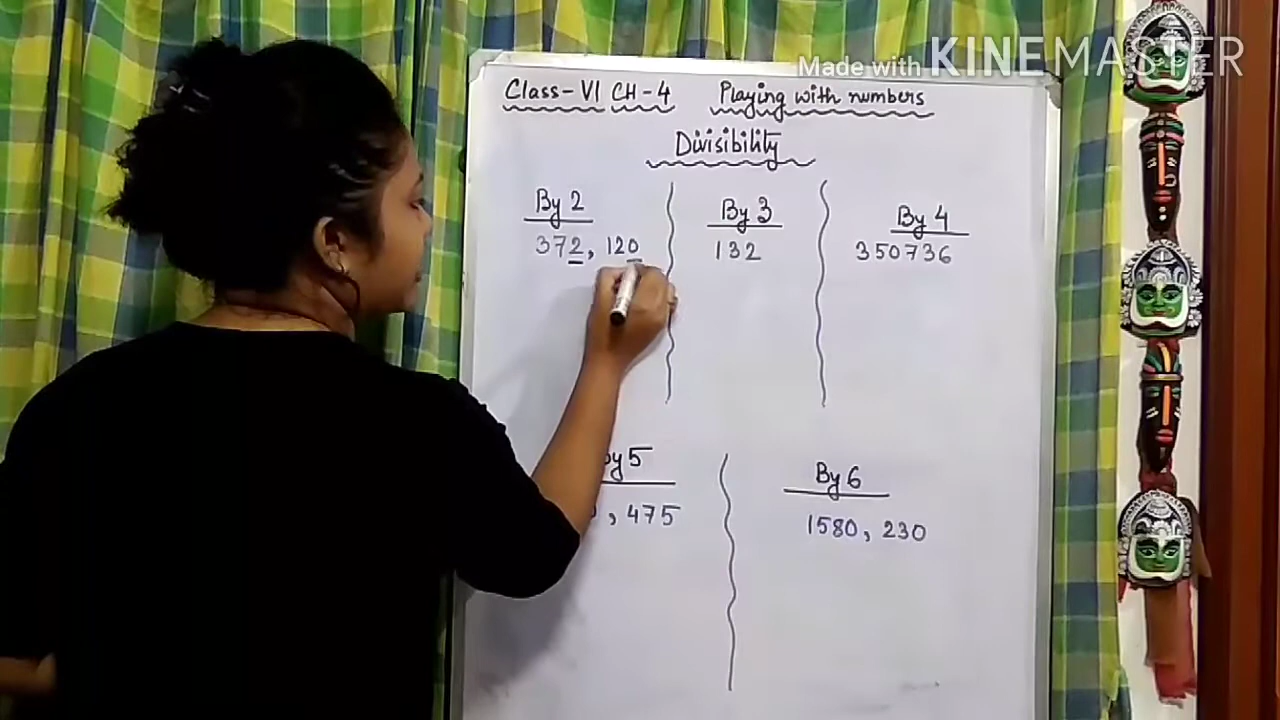 Made with KINEMASTER
Class-VI CH-4 Playing with numbers
Divisibility
By 2
372, 120
By 3
132
By 4
350736
By 5
, 475
By 6
1580, 230